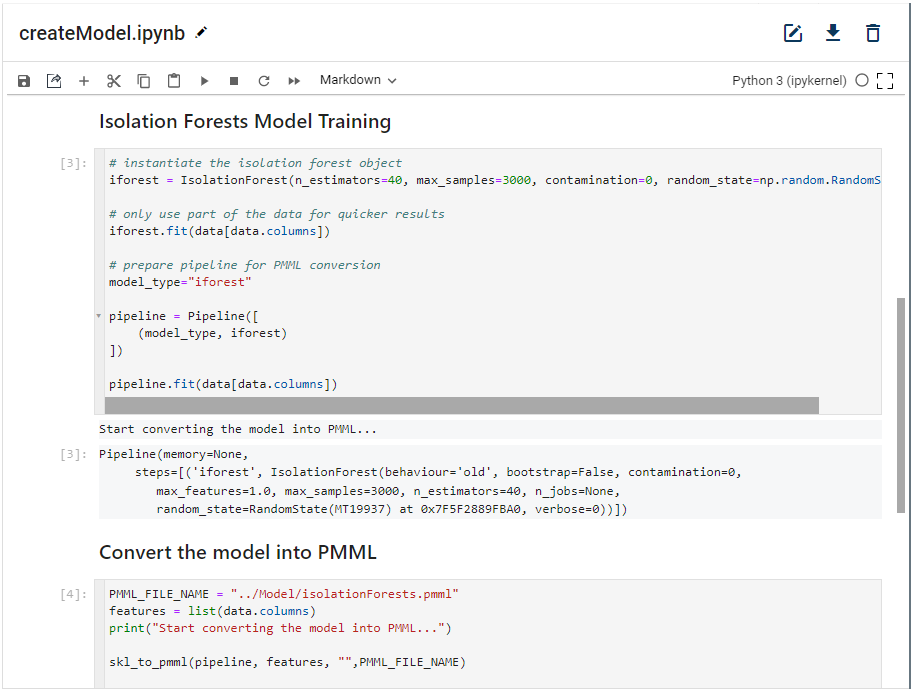 createModel.ipynb
Markdown
Python 3 (ipykernel)
Isolation Forests Model Training
[3]:
# instantiate the isolation forest object
iforest = IsolationForest(n_estimators=40, max_samples=3000, contamination=0, random_state=np.random.RandomS
# only use part of the data for quicker results
iforest.fit(data[data.columns])
# prepare pipeline for PMML conversion
model_type="iforest"
pipeline = Pipeline([
(model_type, iforest)
])
pipeline.fit(data[data.columns])
Start converting the model into PMML...
[3]:
Pipeline(memory=None,
steps=[('iforest', IsolationForest(behaviour='old', bootstrap=False, contamination=0,
max_features=1.0, max_samples=3000, n_estimators=40, n_jobs=None,
random_state=RandomState(MT19937) at 0x7F5F2889FBA0, verbose=0))])
Convert the model into PMML
[4]:
PMML_FILE_NAME = "../Model/isolationForests.pmml"
features = list(data.columns)
print("Start converting the model into PMML...")
skl_to_pmml(pipeline, features, "",PMML_FILE_NAME)